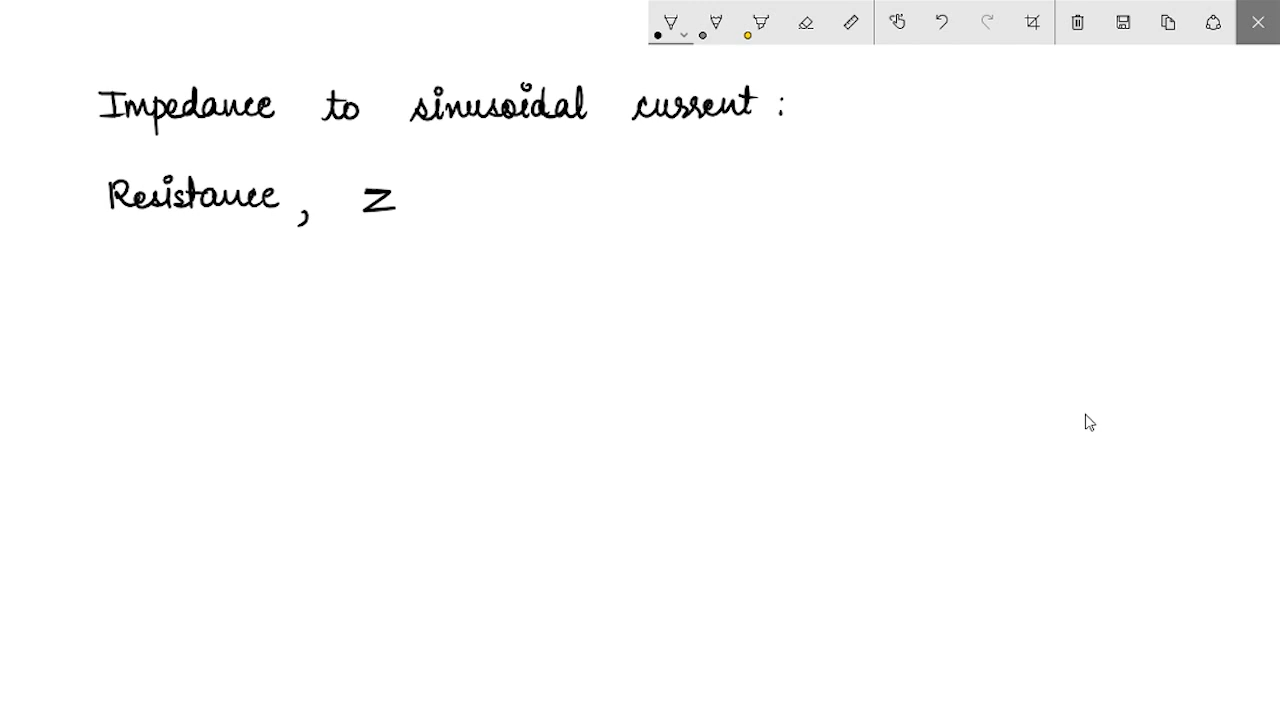 Impedance to sinusoidal current :
Resistance, Z